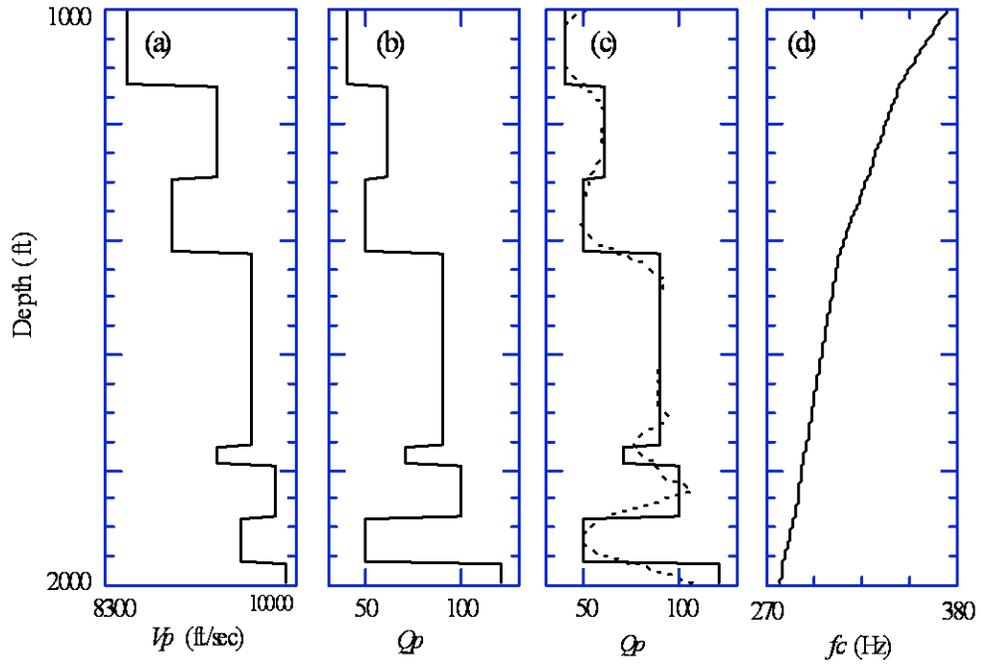 1000
(a)
(b)
(c)
(d)
Depth (ft)
2000
8300
10000
50
100
50
100
270
380
Vp (ft/sec)
Qp
Qp
fc (Hz)